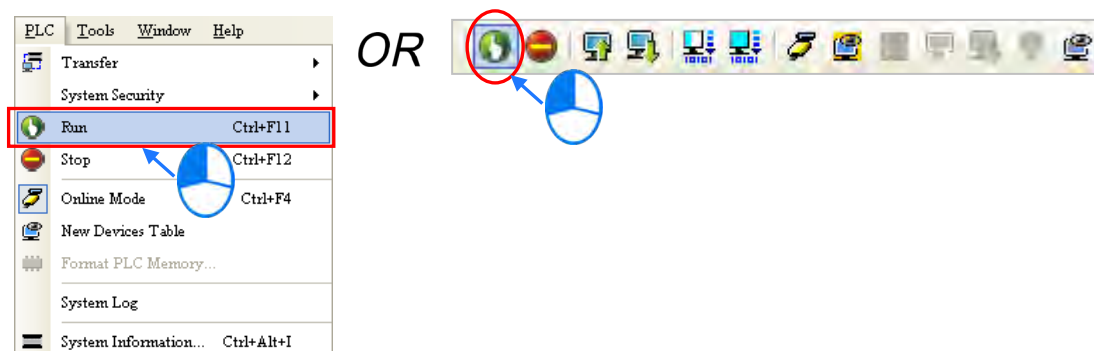 PLC Tools Window Help
OR
Transfer
System Security
Run Ctrl+F11
Stop Ctrl+F12
Online Mode Ctrl+F4
New Devices Table
Format PLC Memory...
System Log
System Information... Ctrl+Alt+I